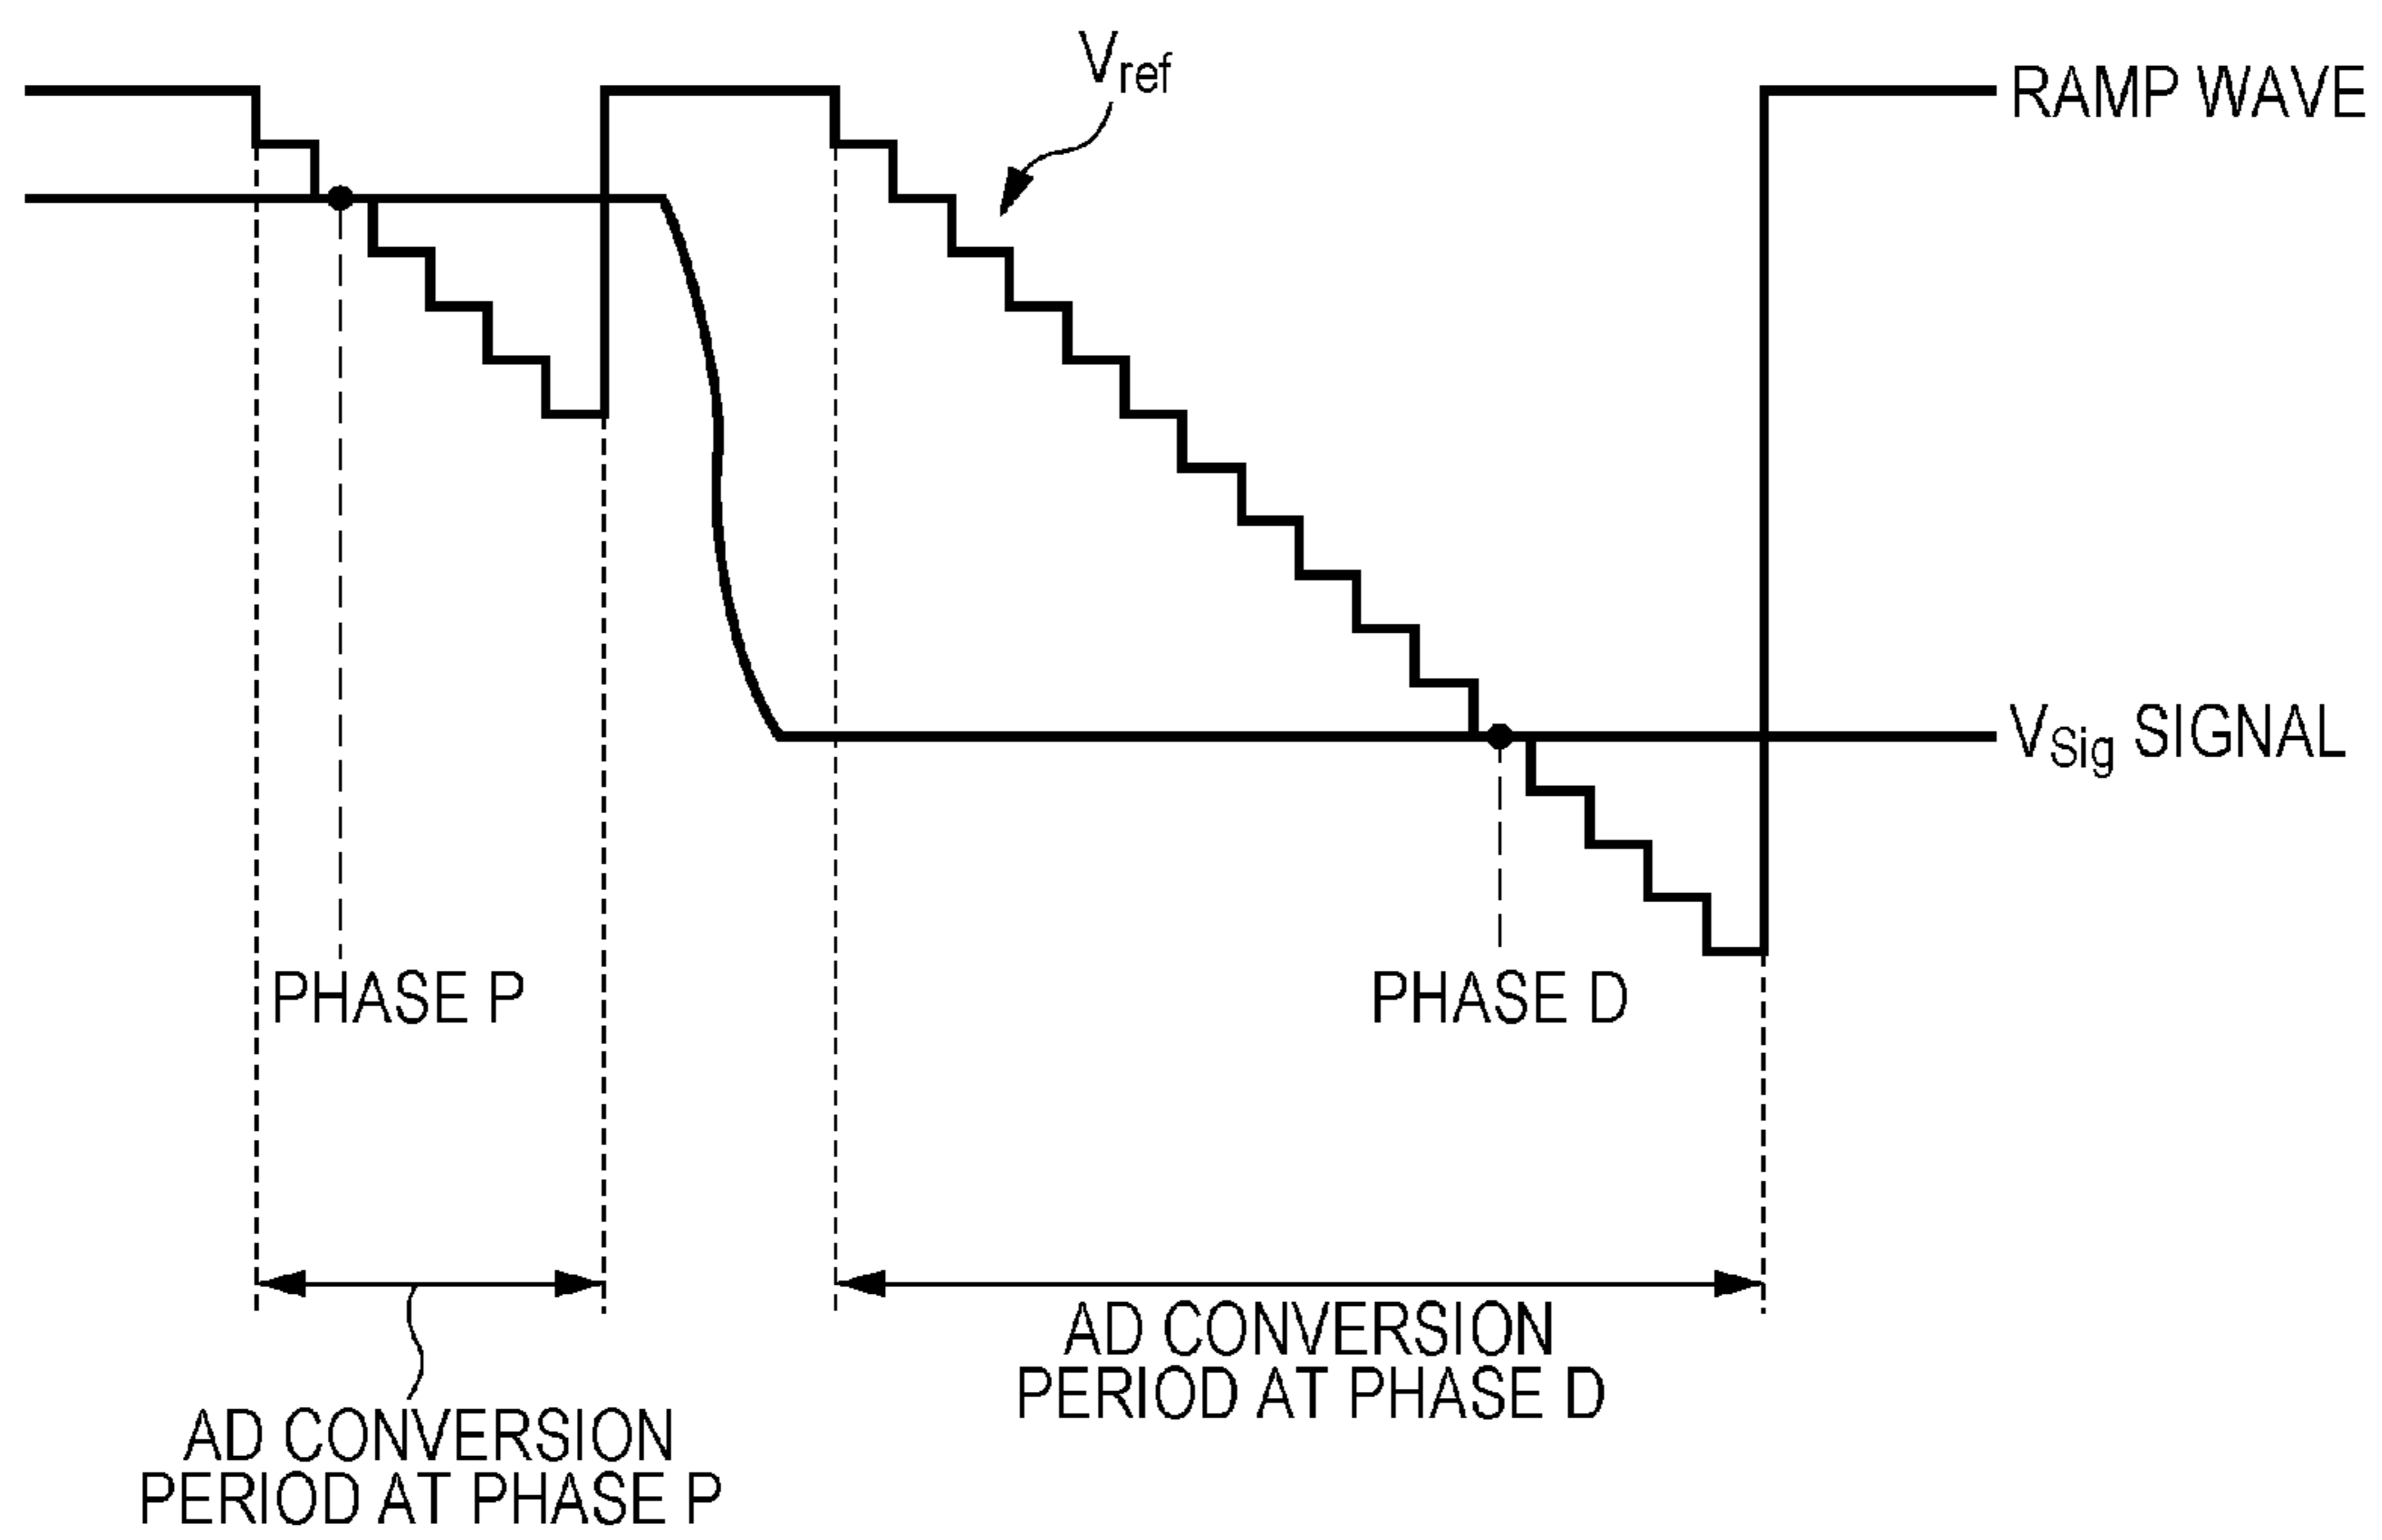 Vref
RAMP WAVE
VSig SIGNAL
PHASE P
PHASE D
AD CONVERSION
PERIOD AT PHASE D
AD CONVERSION
PERIOD AT PHASE P